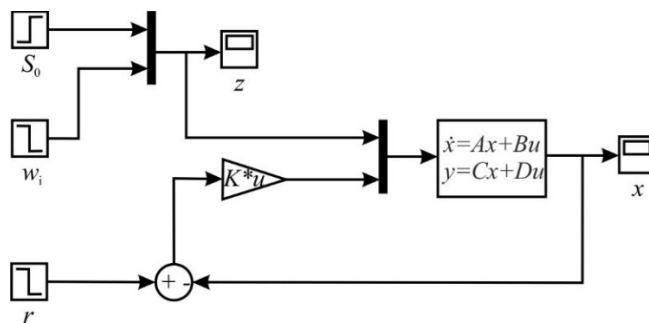 S₀
z
wᵢ
ẋ=Ax+Bu
y=Cx+Du
K*u
x
+ -
r